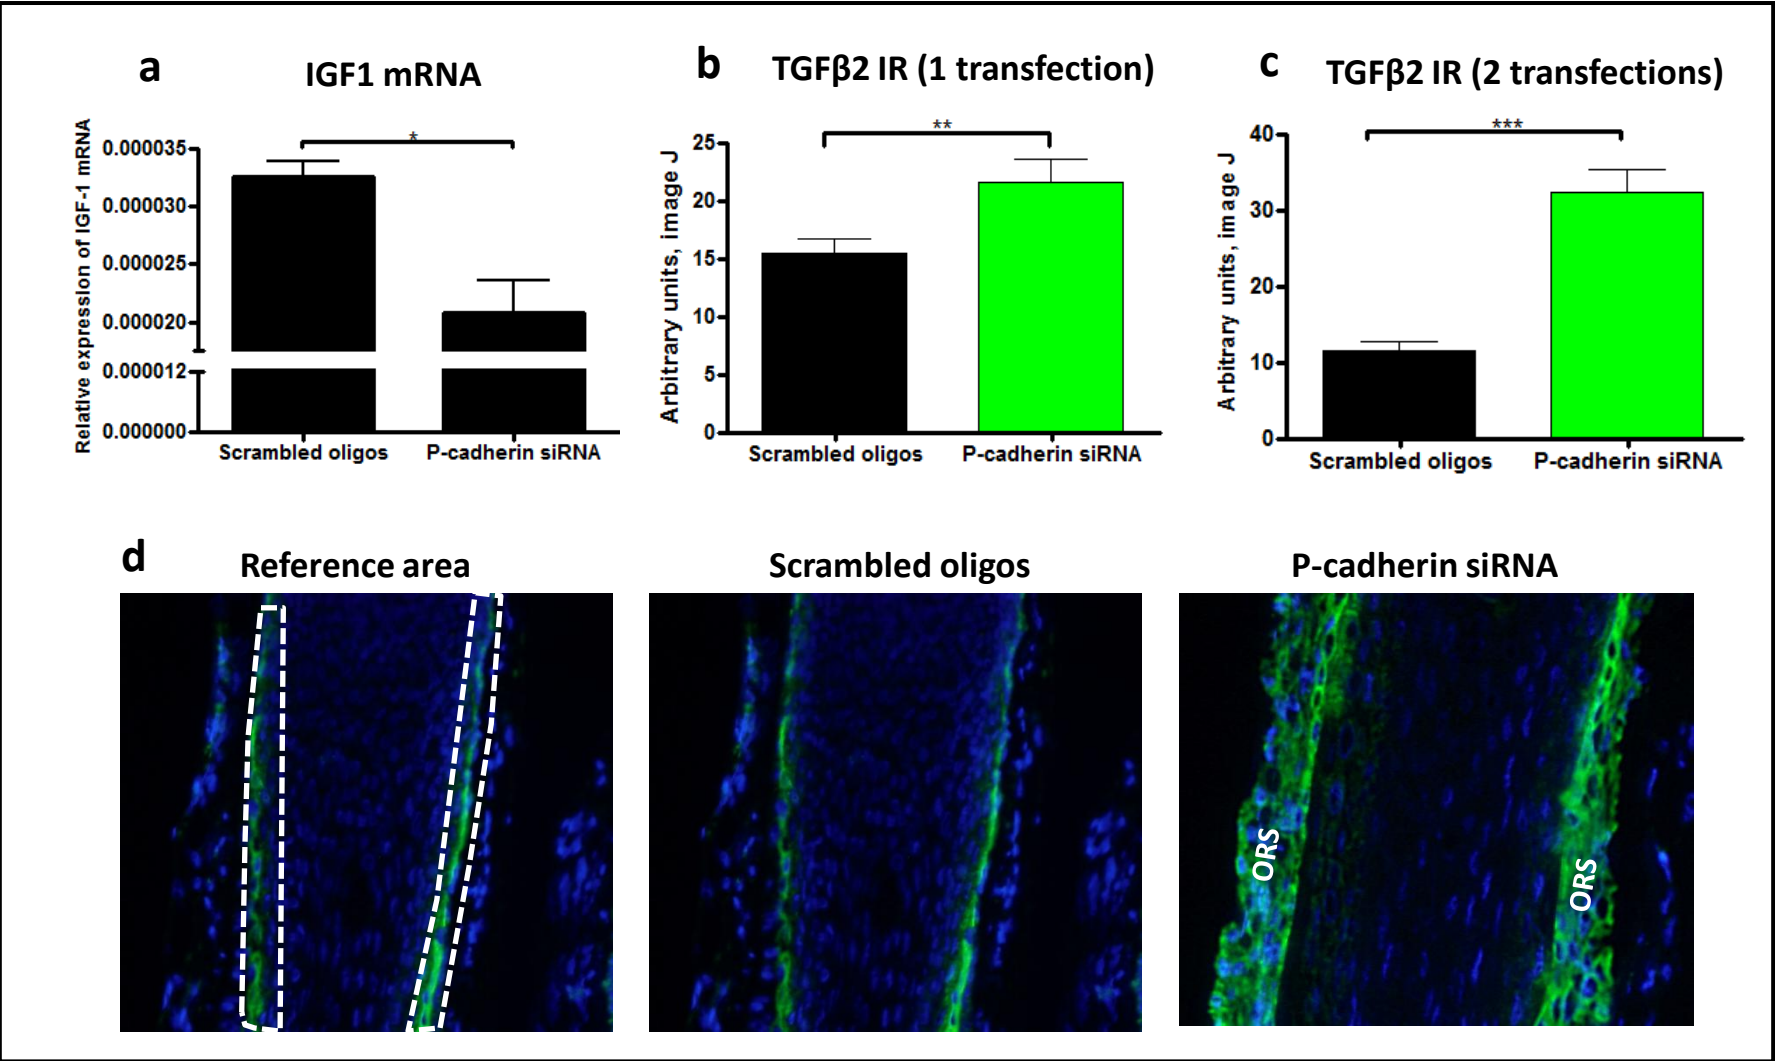 a
IGF1 mRNA
Relative expression of IGF-1 mRNA
0.000035
0.000030
0.000025
0.000020
0.000012
0.000000
*
Scrambled oligos
P-cadherin siRNA
b
TGFβ2 IR (1 transfection)
Arbitrary units, image J
25
20
15
10
5
0
**
Scrambled oligos
P-cadherin siRNA
c
TGFβ2 IR (2 transfections)
Arbitrary units, image J
40
30
20
10
0
***
Scrambled oligos
P-cadherin siRNA
d
Reference area
Scrambled oligos
P-cadherin siRNA
ORS
ORS